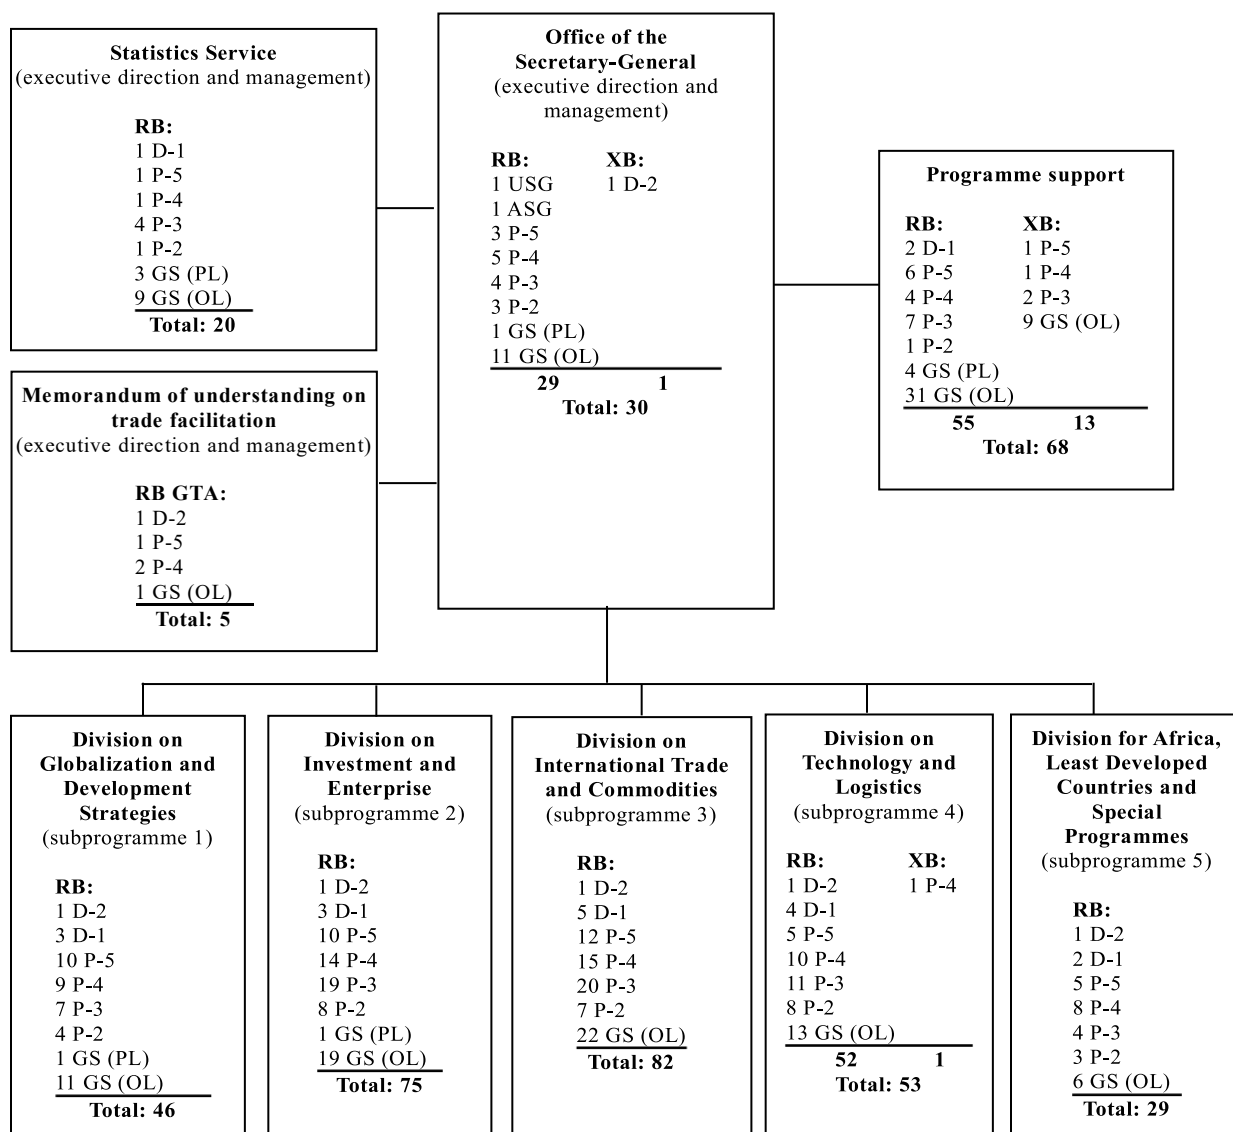 Statistics Service
(executive direction and management)
RB:
1 D-1
1 P-5
1 P-4
4 P-3
1 P-2
3 GS (PL)
9 GS (OL)
Total: 20
Office of the
Secretary-General
(executive direction and
management)
RB: XB:
1 USG 1 D-2
1 ASG
3 P-5
5 P-4
4 P-3
3 P-2
1 GS (PL)
11 GS (OL)
29 1
Total: 30
Programme support
RB: XB:
2 D-1 1 P-5
6 P-5 1 P-4
4 P-4 2 P-3
7 P-3 9 GS (OL)
1 P-2
4 GS (PL)
31 GS (OL)
55 13
Total: 68
Memorandum of understanding on
trade facilitation
(executive direction and management)
RB GTA:
1 D-2
1 P-5
2 P-4
1 GS (OL)
Total: 5
Division on
Globalization and
Development
Strategies
(subprogramme 1)
RB:
1 D-2
3 D-1
10 P-5
9 P-4
7 P-3
4 P-2
1 GS (PL)
11 GS (OL)
Total: 46
Division on
Investment and
Enterprise
(subprogramme 2)
RB:
1 D-2
3 D-1
10 P-5
14 P-4
19 P-3
8 P-2
1 GS (PL)
19 GS (OL)
Total: 75
Division on
International Trade
and Commodities
(subprogramme 3)
RB:
1 D-2
5 D-1
12 P-5
15 P-4
20 P-3
7 P-2
22 GS (OL)
Total: 82
Division on
Technology and
Logistics
(subprogramme 4)
RB: XB:
1 D-2 1 P-4
4 D-1
5 P-5
10 P-4
11 P-3
8 P-2
13 GS (OL)
52 1
Total: 53
Division for Africa,
Least Developed
Countries and
Special
Programmes
(subprogramme 5)
RB:
1 D-2
2 D-1
5 P-5
8 P-4
4 P-3
3 P-2
6 GS (OL)
Total: 29